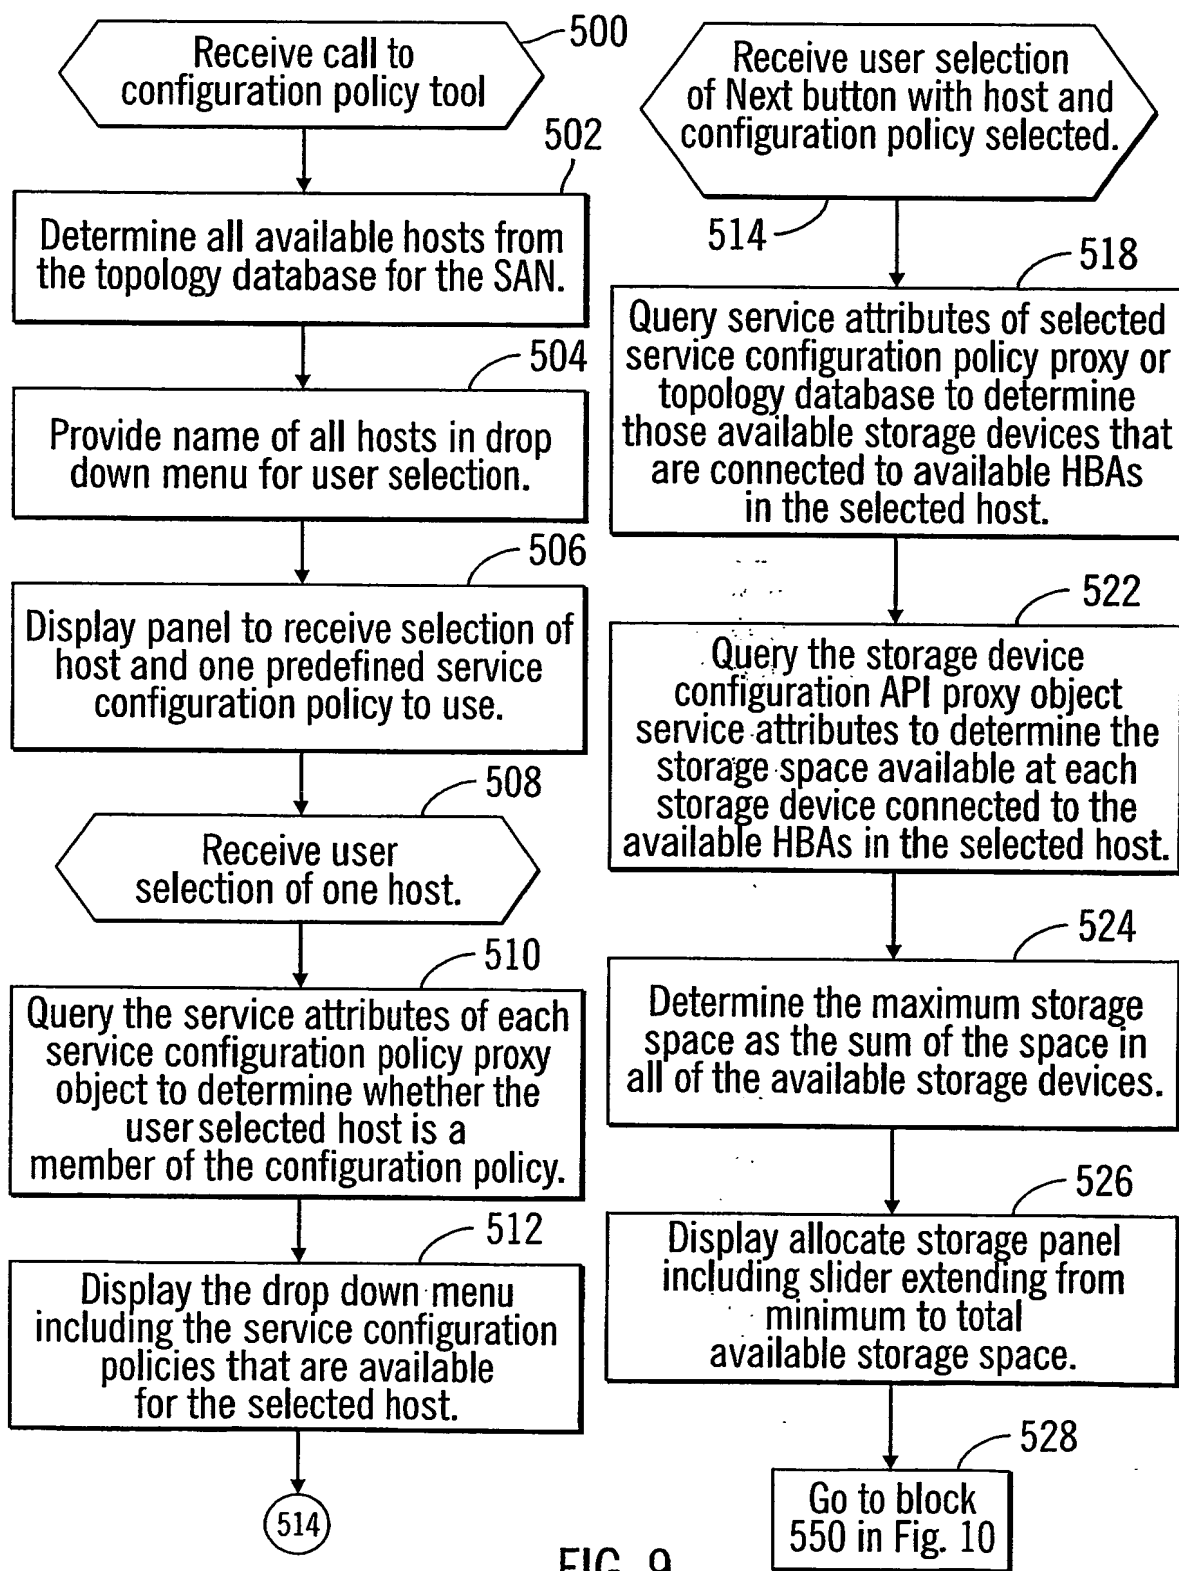 500
Receive call to
configuration policy tool
502
Determine all available hosts from
the topology database for the SAN.
504
Provide name of all hosts in drop
down menu for user selection.
506
Display panel to receive selection of
host and one predefined service
configuration policy to use.
508
Receive user
selection of one host.
510
Query the service attributes of each
service configuration policy proxy
object to determine whether the
user selected host is a
member of the configuration policy.
512
Display the drop down menu
including the service configuration
policies that are available
for the selected host.
514
Receive user selection
of Next button with host and
configuration policy selected.
514
518
Query service attributes of selected
service configuration policy proxy or
topology database to determine
those available storage devices that
are connected to available HBAs
in the selected host.
522
Query the storage device
configuration API proxy object
service attributes to determine the
storage space available at each
storage device connected to the
available HBAs in the selected host.
524
Determine the maximum storage
space as the sum of the space in
all of the available storage devices.
526
Display allocate storage panel
including slider extending from
minimum to total
available storage space.
528
Go to block
550 in Fig. 10
FIG. 9